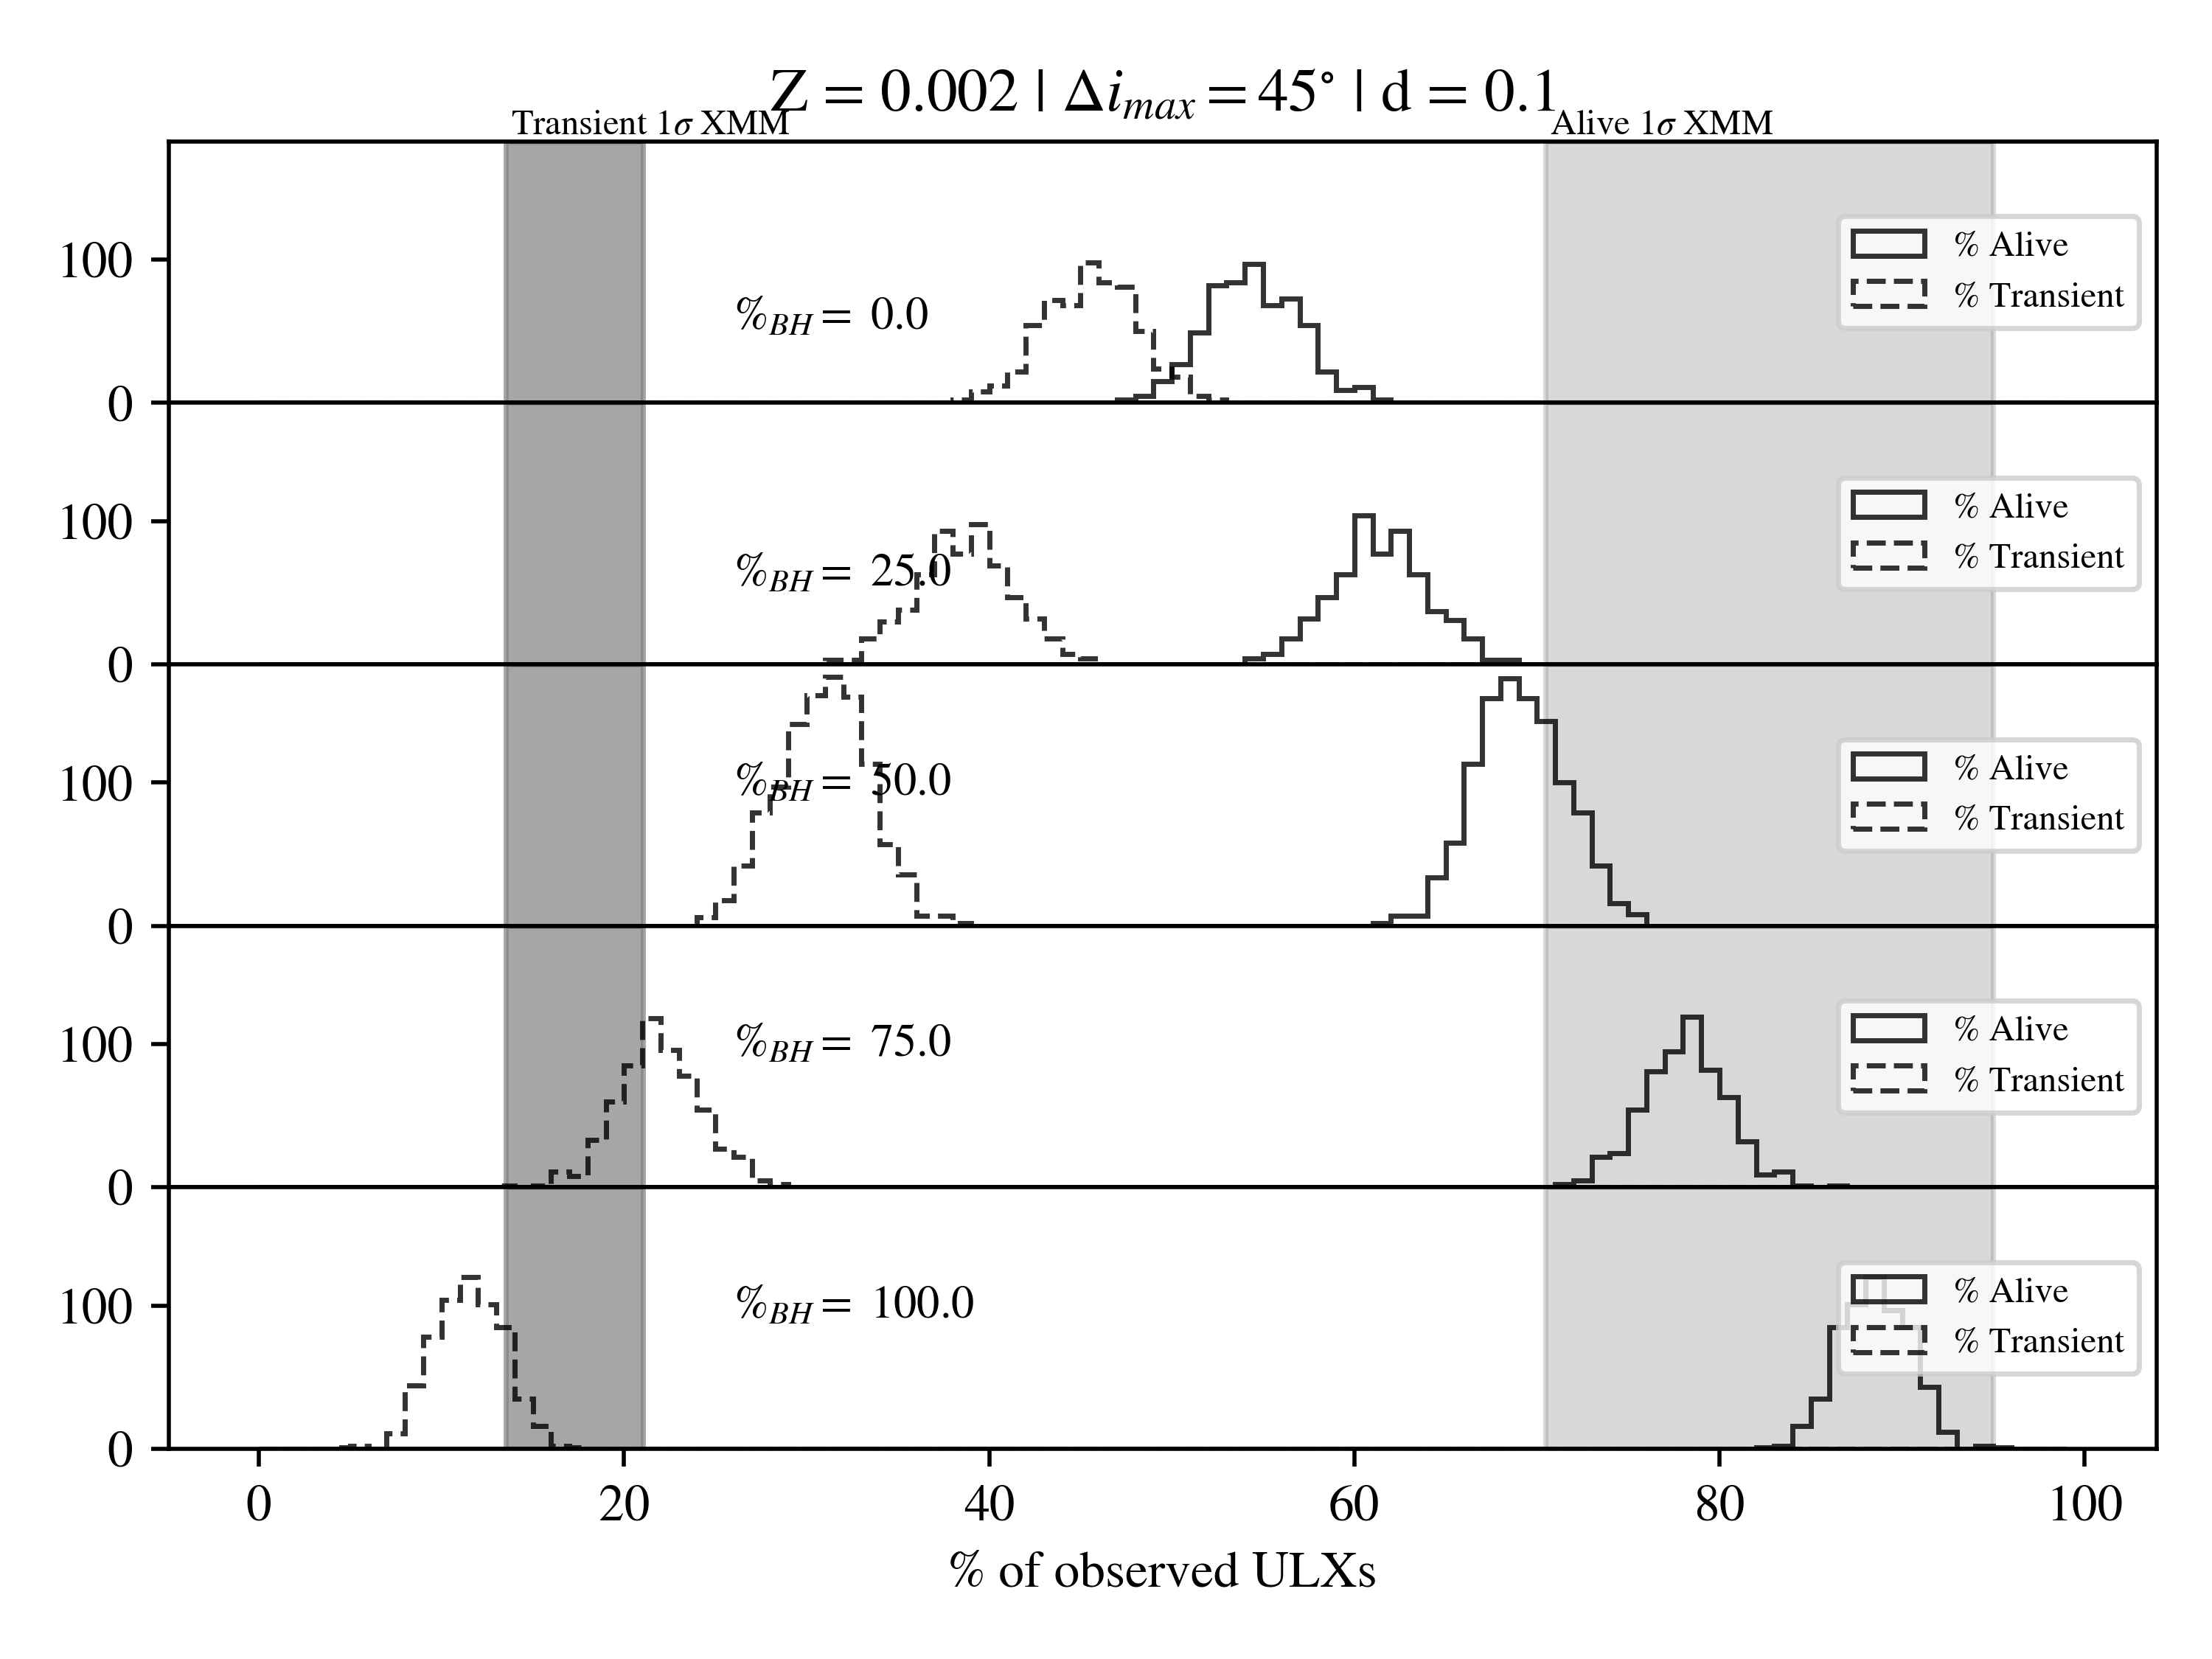 Z = 0.002 | Δi_max = 45° | d = 0.1
Transient 1σ XMM
Alive 1σ XMM
100
0
%_BH = 0.0
% Alive
% Transient
100
0
%_BH = 25.0
% Alive
% Transient
100
0
%_BH = 50.0
% Alive
% Transient
100
0
%_BH = 75.0
% Alive
% Transient
100
0
%_BH = 100.0
% Alive
% Transient
0 20 40 60 80 100
% of observed ULXs